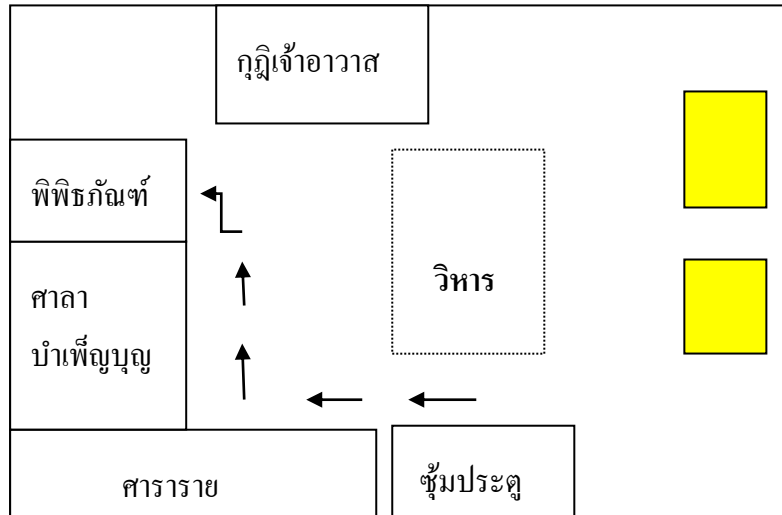 กุฎิเจ้าอาวาส
พิพิธภัณฑ์
วิหาร
ศาลา
บำเพ็ญบุญ
ศาราราย
ซุ้มประตู